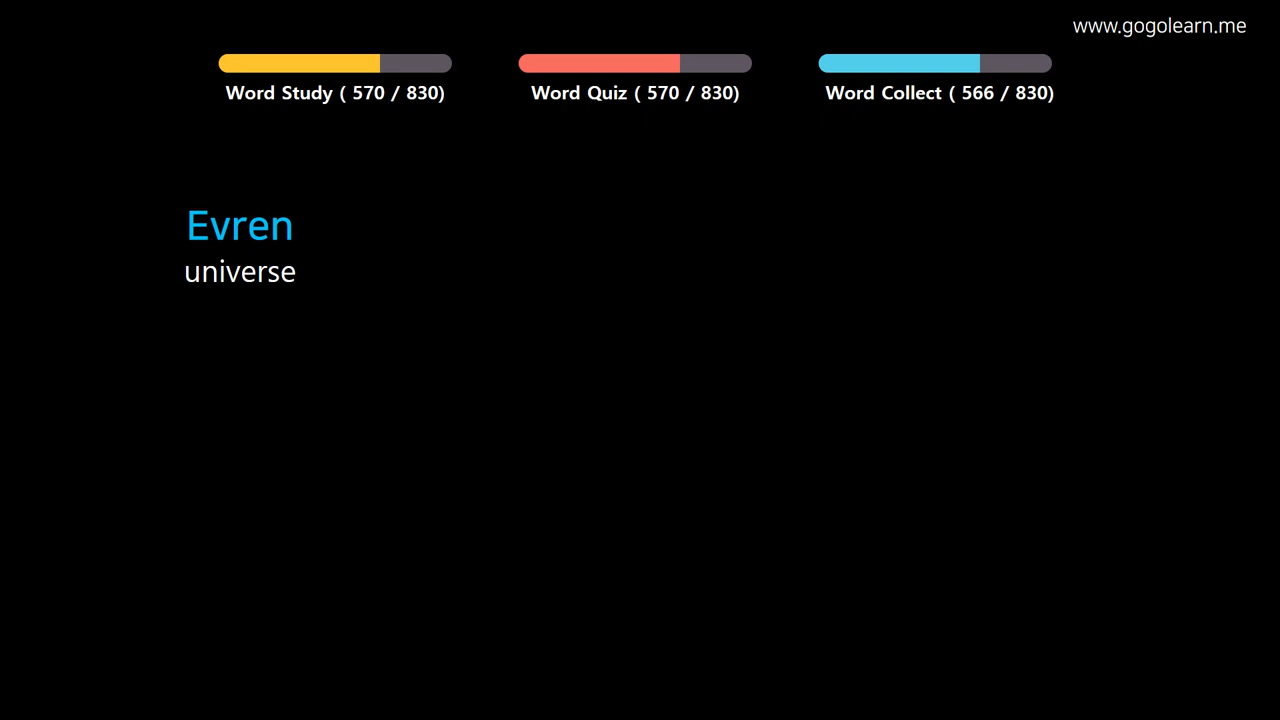 www.gogolearn.me
Word Study ( 570 / 830)
Word Quiz ( 570 / 830)
Word Collect ( 566 / 830)
Evren
universe